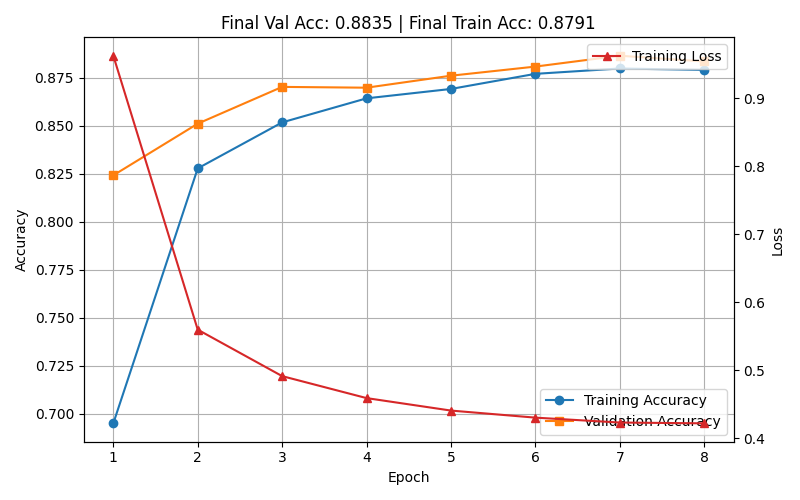 Final Val Acc: 0.8835 | Final Train Acc: 0.8791
Training Loss
0.875
0.850
0.825
0.800
0.775
0.750
0.725
0.700
Accuracy
0.9
0.8
0.7
0.6
0.5
0.4
Loss
Training Accuracy
Validation Accuracy
1 2 3 4 5 6 7 8
Epoch